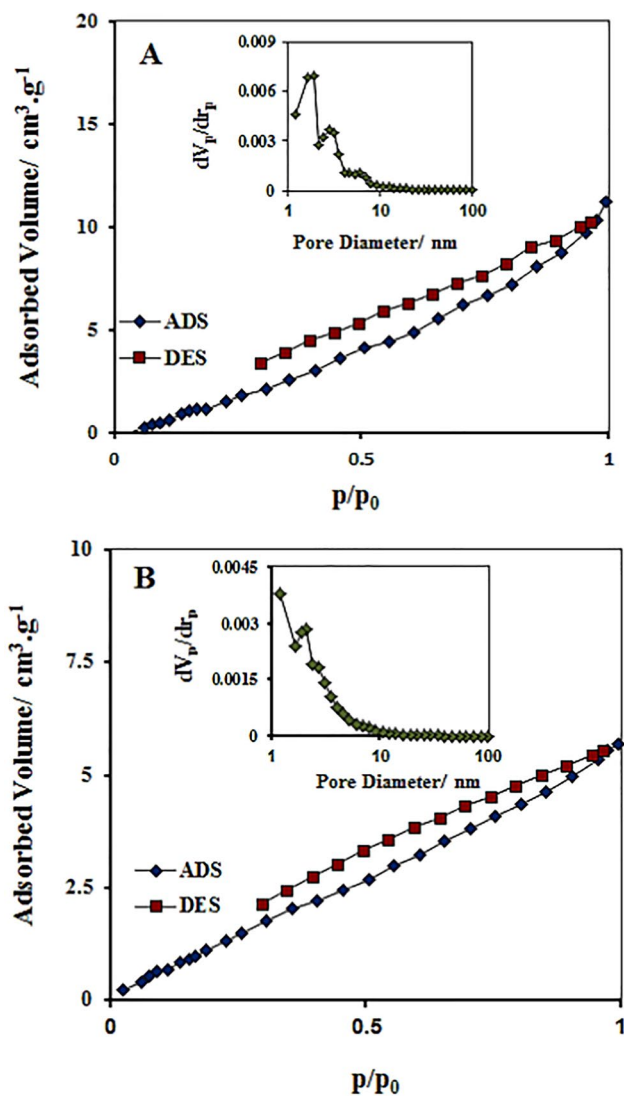 20
15
10
5
0
Adsorbed Volume/ cm³.g⁻¹
A
0.009
0.006
0.003
0
dVₚ/drₚ
1 10 100
Pore Diameter/ nm
ADS
DES
0 0.5 1
p/p₀
10
7.5
5
2.5
0
Adsorbed Volume/ cm³.g⁻¹
B
0.0045
0.003
0.0015
0
dVₚ/drₚ
1 10 100
Pore Diameter/ nm
ADS
DES
0 0.5 1
p/p₀